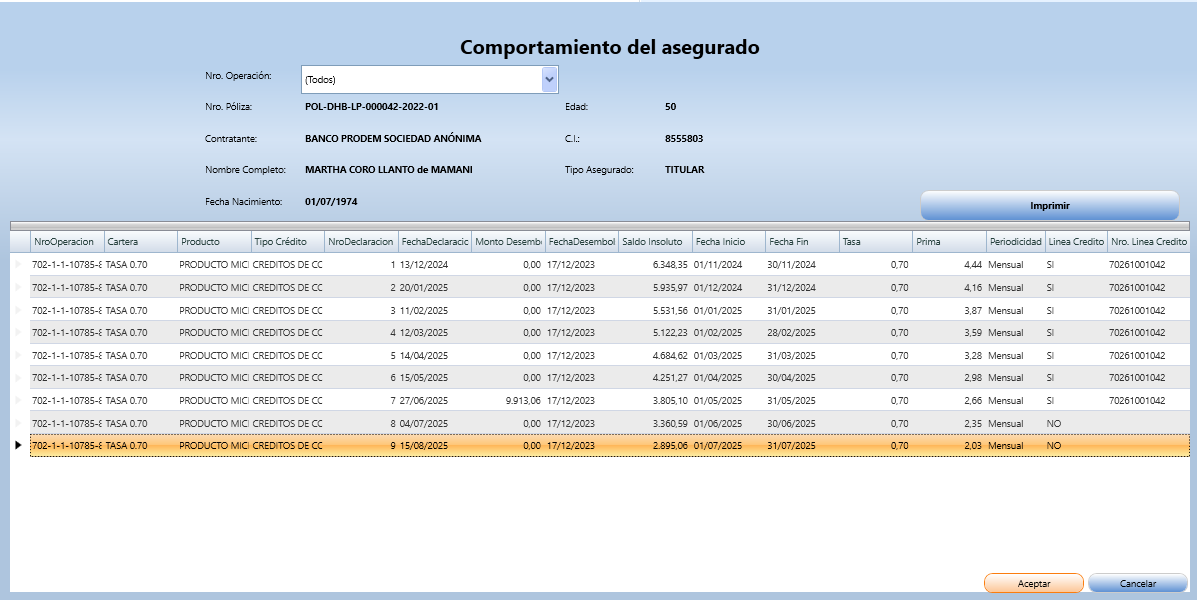 Comportamiento del asegurado
Nro. Operación: (Todos)
Nro. Póliza: POL-DHB-LP-000042-2022-01 Edad: 50
Contratante: BANCO PRODEM SOCIEDAD ANÓNIMA C.I.: 8555803
Nombre Completo: MARTHA CORO LLANTO de MAMANI Tipo Asegurado: TITULAR
Fecha Nacimiento: 01/07/1974
Imprimir
NroOperacion Cartera Producto Tipo Crédito NroDeclaracion FechaDeclaracic Monto Desembo FechaDesembol Saldo Insoluto Fecha Inicio Fecha Fin Tasa Prima Periodicidad Linea Credito Nro. Linea Credito
702-1-1-10785-8 TASA 0.70 PRODUCTO MICI CREDITOS DE CC 1 13/12/2024 0,00 17/12/2023 6.348,35 01/11/2024 30/11/2024 0,70 4,44 Mensual SI 70261001042
702-1-1-10785-8 TASA 0.70 PRODUCTO MICI CREDITOS DE CC 2 20/01/2025 0,00 17/12/2023 5.935,97 01/12/2024 31/12/2024 0,70 4,16 Mensual SI 70261001042
702-1-1-10785-8 TASA 0.70 PRODUCTO MICI CREDITOS DE CC 3 11/02/2025 0,00 17/12/2023 5.531,56 01/01/2025 31/01/2025 0,70 3,87 Mensual SI 70261001042
702-1-1-10785-8 TASA 0.70 PRODUCTO MICI CREDITOS DE CC 4 12/03/2025 0,00 17/12/2023 5.122,23 01/02/2025 28/02/2025 0,70 3,59 Mensual SI 70261001042
702-1-1-10785-8 TASA 0.70 PRODUCTO MICI CREDITOS DE CC 5 14/04/2025 0,00 17/12/2023 4.684,62 01/03/2025 31/03/2025 0,70 3,28 Mensual SI 70261001042
702-1-1-10785-8 TASA 0.70 PRODUCTO MICI CREDITOS DE CC 6 15/05/2025 0,00 17/12/2023 4.251,27 01/04/2025 30/04/2025 0,70 2,98 Mensual SI 70261001042
702-1-1-10785-8 TASA 0.70 PRODUCTO MICI CREDITOS DE CC 7 27/06/2025 9.913,06 17/12/2023 3.805,10 01/05/2025 31/05/2025 0,70 2,66 Mensual SI 70261001042
702-1-1-10785-8 TASA 0.70 PRODUCTO MICI CREDITOS DE CC 8 04/07/2025 0,00 17/12/2023 3.360,59 01/06/2025 30/06/2025 0,70 2,35 Mensual NO
702-1-1-10785-8 TASA 0.70 PRODUCTO MICI CREDITOS DE CC 9 15/08/2025 0,00 17/12/2023 2.895,06 01/07/2025 31/07/2025 0,70 2,03 Mensual NO
Aceptar Cancelar